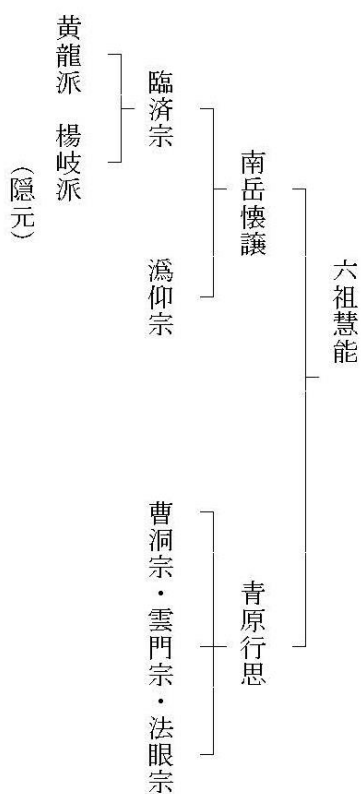 六祖慧能
南岳懐譲
青原行思
臨済宗
潙仰宗
曹洞宗・雲門宗・法眼宗
黄龍派
楊岐派
（隠元）